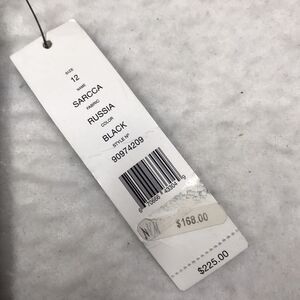 SIZE
12
NAME
SARCCA
FABRIC
RUSSIA
COLOR
BLACK
STYLE Nº
90974209
$168.00
$225.00